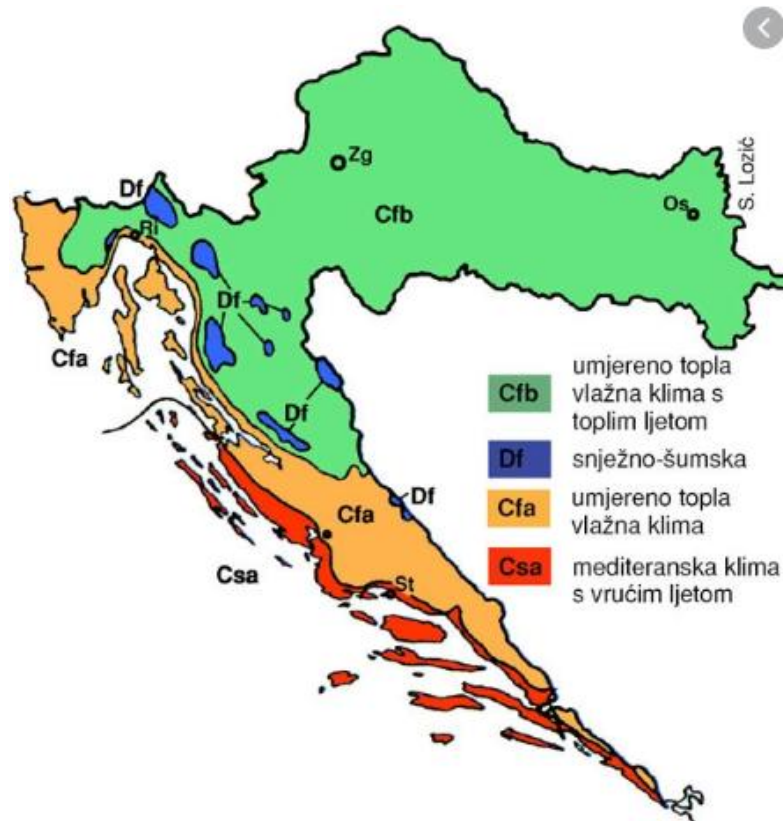 Zg
S. Lozić
Df
Cfb
Os
Ri
Df
Cfa
Df
Cfb
umjereno topla
vlažna klima s
toplim ljetom
Df
snježno-šumska
Df
Cfa
Cfa
umjereno topla
vlažna klima
Csa
Csa
mediteranska klima
s vrućim ljetom
St